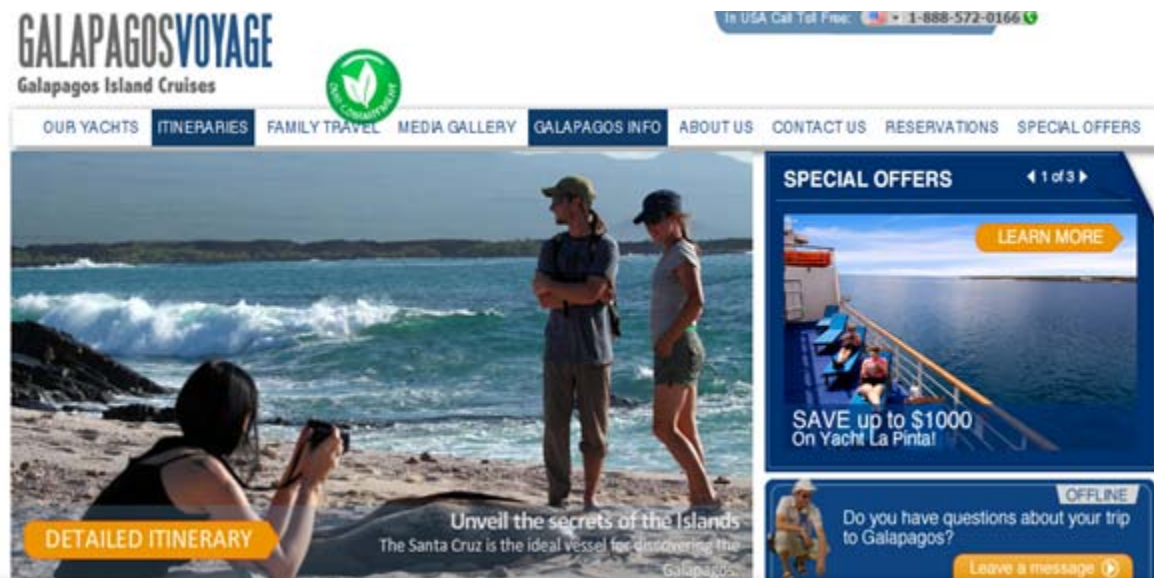 GALAPAGOSVOYAGE
Galapagos Island Cruises
In USA Call Toll Free: 1-888-572-0166
OUR COMMITMENT
OUR YACHTS ITINERARIES FAMILY TRAVEL MEDIA GALLERY GALAPAGOS INFO ABOUT US CONTACT US RESERVATIONS SPECIAL OFFERS
DETAILED ITINERARY
Unveil the secrets of the Islands
The Santa Cruz is the ideal vessel for discovering the
Galapagos.
SPECIAL OFFERS 1 of 3
LEARN MORE
SAVE up to $1000
On Yacht La Pinta!
OFFLINE
Do you have questions about your trip
to Galapagos?
Leave a message